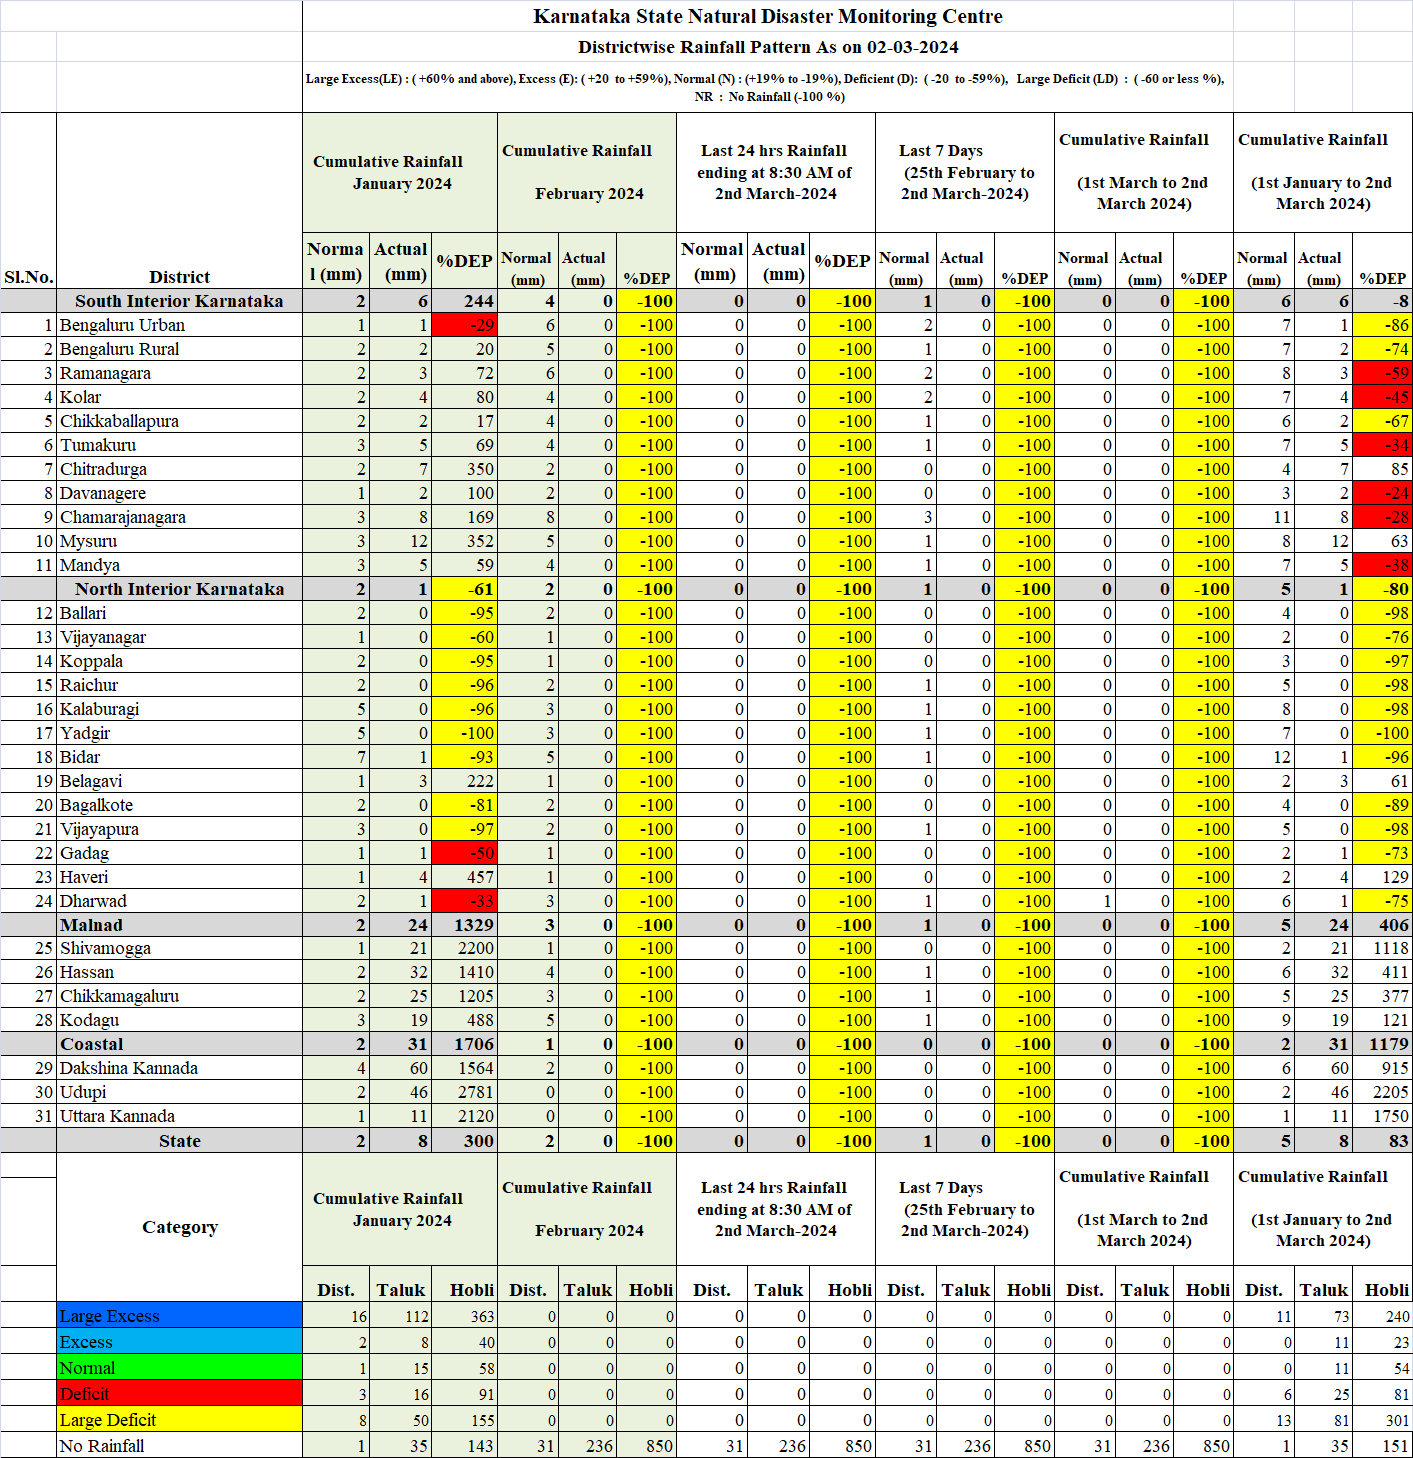 Karnataka State Natural Disaster Monitoring Centre
Districtwise Rainfall Pattern As on 02-03-2024
Large Excess(LE) : ( +60% and above), Excess (E): ( +20 to +59%), Normal (N) : (+19% to -19%), Deficient (D): ( -20 to -59%), Large Deficit (LD) : ( -60 or less %),
NR : No Rainfall (-100 %)
Sl.No. District Cumulative Rainfall January 2024 Cumulative Rainfall February 2024 Last 24 hrs Rainfall ending at 8:30 AM of 2nd March-2024 Last 7 Days (25th February to 2nd March-2024) Cumulative Rainfall (1st March to 2nd March 2024) Cumulative Rainfall (1st January to 2nd March 2024)
Normal (mm) Actual (mm) %DEP Normal (mm) Actual (mm) %DEP Normal (mm) Actual (mm) %DEP Normal (mm) Actual (mm) %DEP Normal (mm) Actual (mm) %DEP Normal (mm) Actual (mm) %DEP
South Interior Karnataka 2 6 244 4 0 -100 0 0 -100 1 0 -100 0 0 -100 6 6 -8
1 Bengaluru Urban 1 1 -29 6 0 -100 0 0 -100 2 0 -100 0 0 -100 7 1 -86
2 Bengaluru Rural 2 2 20 5 0 -100 0 0 -100 1 0 -100 0 0 -100 7 2 -74
3 Ramanagara 2 3 72 6 0 -100 0 0 -100 2 0 -100 0 0 -100 8 3 -59
4 Kolar 2 4 80 4 0 -100 0 0 -100 2 0 -100 0 0 -100 7 4 -45
5 Chikkaballapura 2 2 17 4 0 -100 0 0 -100 1 0 -100 0 0 -100 6 2 -67
6 Tumakuru 3 5 69 4 0 -100 0 0 -100 1 0 -100 0 0 -100 7 5 -34
7 Chitradurga 2 7 350 2 0 -100 0 0 -100 0 0 -100 0 0 -100 4 7 85
8 Davanagere 1 2 100 2 0 -100 0 0 -100 0 0 -100 0 0 -100 3 2 -24
9 Chamarajanagara 3 8 169 8 0 -100 0 0 -100 3 0 -100 0 0 -100 11 8 -28
10 Mysuru 3 12 352 5 0 -100 0 0 -100 1 0 -100 0 0 -100 8 12 63
11 Mandya 3 5 59 4 0 -100 0 0 -100 1 0 -100 0 0 -100 7 5 -38
North Interior Karnataka 2 1 -61 2 0 -100 0 0 -100 1 0 -100 0 0 -100 5 1 -80
12 Ballari 2 0 -95 2 0 -100 0 0 -100 0 0 -100 0 0 -100 4 0 -98
13 Vijayanagar 1 0 -60 1 0 -100 0 0 -100 0 0 -100 0 0 -100 2 0 -76
14 Koppala 2 0 -95 1 0 -100 0 0 -100 0 0 -100 0 0 -100 3 0 -97
15 Raichur 2 0 -96 2 0 -100 0 0 -100 1 0 -100 0 0 -100 5 0 -98
16 Kalaburagi 5 0 -96 3 0 -100 0 0 -100 1 0 -100 0 0 -100 8 0 -98
17 Yadgir 5 0 -100 3 0 -100 0 0 -100 1 0 -100 0 0 -100 7 0 -100
18 Bidar 7 1 -93 5 0 -100 0 0 -100 1 0 -100 0 0 -100 12 1 -96
19 Belagavi 1 3 222 1 0 -100 0 0 -100 0 0 -100 0 0 -100 2 3 61
20 Bagalkote 2 0 -81 2 0 -100 0 0 -100 0 0 -100 0 0 -100 4 0 -89
21 Vijayapura 3 0 -97 2 0 -100 0 0 -100 1 0 -100 0 0 -100 5 0 -98
22 Gadag 1 1 -50 1 0 -100 0 0 -100 0 0 -100 0 0 -100 2 1 -73
23 Haveri 1 4 457 1 0 -100 0 0 -100 0 0 -100 0 0 -100 2 4 129
24 Dharwad 2 1 -33 3 0 -100 0 0 -100 1 0 -100 1 0 -100 6 1 -75
Malnad 2 24 1329 3 0 -100 0 0 -100 1 0 -100 0 0 -100 5 24 406
25 Shivamogga 1 21 2200 1 0 -100 0 0 -100 0 0 -100 0 0 -100 2 21 1118
26 Hassan 2 32 1410 4 0 -100 0 0 -100 1 0 -100 0 0 -100 6 32 411
27 Chikkamagaluru 2 25 1205 3 0 -100 0 0 -100 1 0 -100 0 0 -100 5 25 377
28 Kodagu 3 19 488 5 0 -100 0 0 -100 1 0 -100 0 0 -100 9 19 121
Coastal 2 31 1706 1 0 -100 0 0 -100 0 0 -100 0 0 -100 2 31 1179
29 Dakshina Kannada 4 60 1564 2 0 -100 0 0 -100 0 0 -100 0 0 -100 6 60 915
30 Udupi 2 46 2781 0 0 -100 0 0 -100 0 0 -100 0 0 -100 2 46 2205
31 Uttara Kannada 1 11 2120 0 0 -100 0 0 -100 0 0 -100 0 0 -100 1 11 1750
State 2 8 300 2 0 -100 0 0 -100 1 0 -100 0 0 -100 5 8 83
Category Cumulative Rainfall January 2024 Cumulative Rainfall February 2024 Last 24 hrs Rainfall ending at 8:30 AM of 2nd March-2024 Last 7 Days (25th February to 2nd March-2024) Cumulative Rainfall (1st March to 2nd March 2024) Cumulative Rainfall (1st January to 2nd March 2024)
Dist. Taluk Hobli Dist. Taluk Hobli Dist. Taluk Hobli Dist. Taluk Hobli Dist. Taluk Hobli Dist. Taluk Hobli
Large Excess 16 112 363 0 0 0 0 0 0 0 0 0 0 0 0 11 73 240
Excess 2 8 40 0 0 0 0 0 0 0 0 0 0 0 0 0 11 23
Normal 1 15 58 0 0 0 0 0 0 0 0 0 0 0 0 0 11 54
Deficit 3 16 91 0 0 0 0 0 0 0 0 0 0 0 0 6 25 81
Large Deficit 8 50 155 0 0 0 0 0 0 0 0 0 0 0 0 13 81 301
No Rainfall 1 35 143 31 236 850 31 236 850 31 236 850 31 236 850 1 35 151